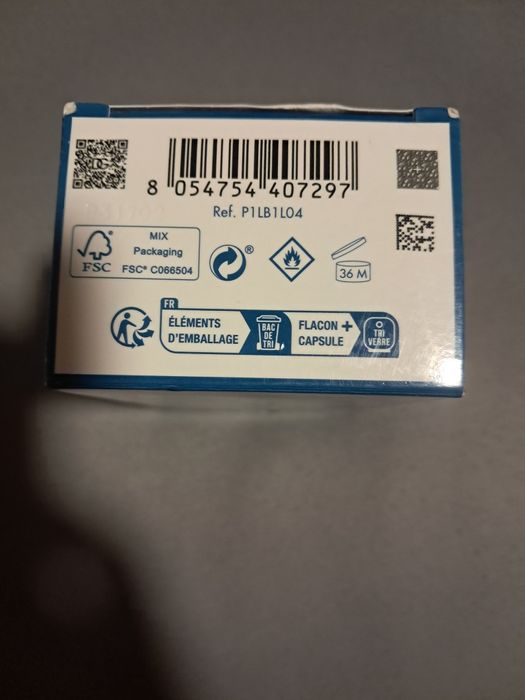 8 054754 407297
Ref. P1LB1L04
MIX
Packaging
FSC
FSC® C066504
®
36 M
FR
ÉLÉMENTS
D'EMBALLAGE
BAC
DE
TRI
FLACON +
CAPSULE
TRI
VERRE